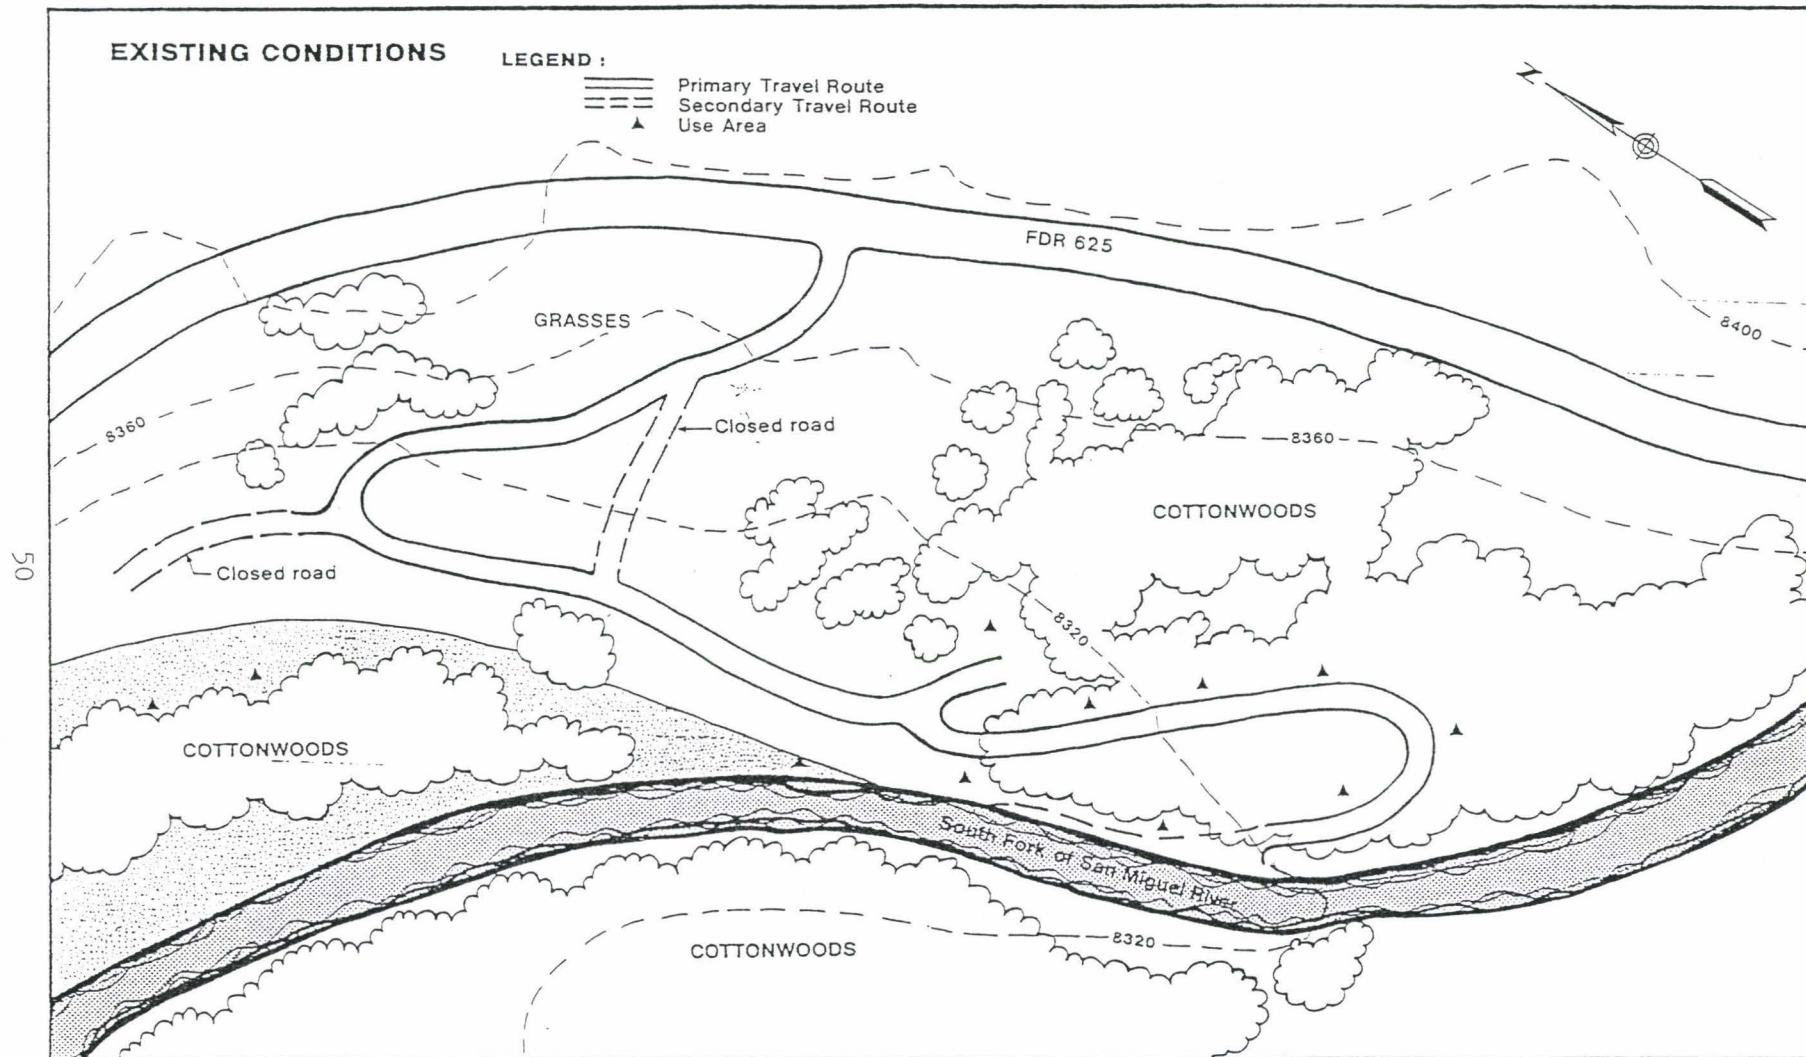 EXISTING CONDITIONS
LEGEND :
Primary Travel Route
Secondary Travel Route
Use Area
N
FDR 625
8400
GRASSES
8360
Closed road
8360
COTTONWOODS
Closed road
50
8320
COTTONWOODS
South Fork of San Miguel River
COTTONWOODS
8320